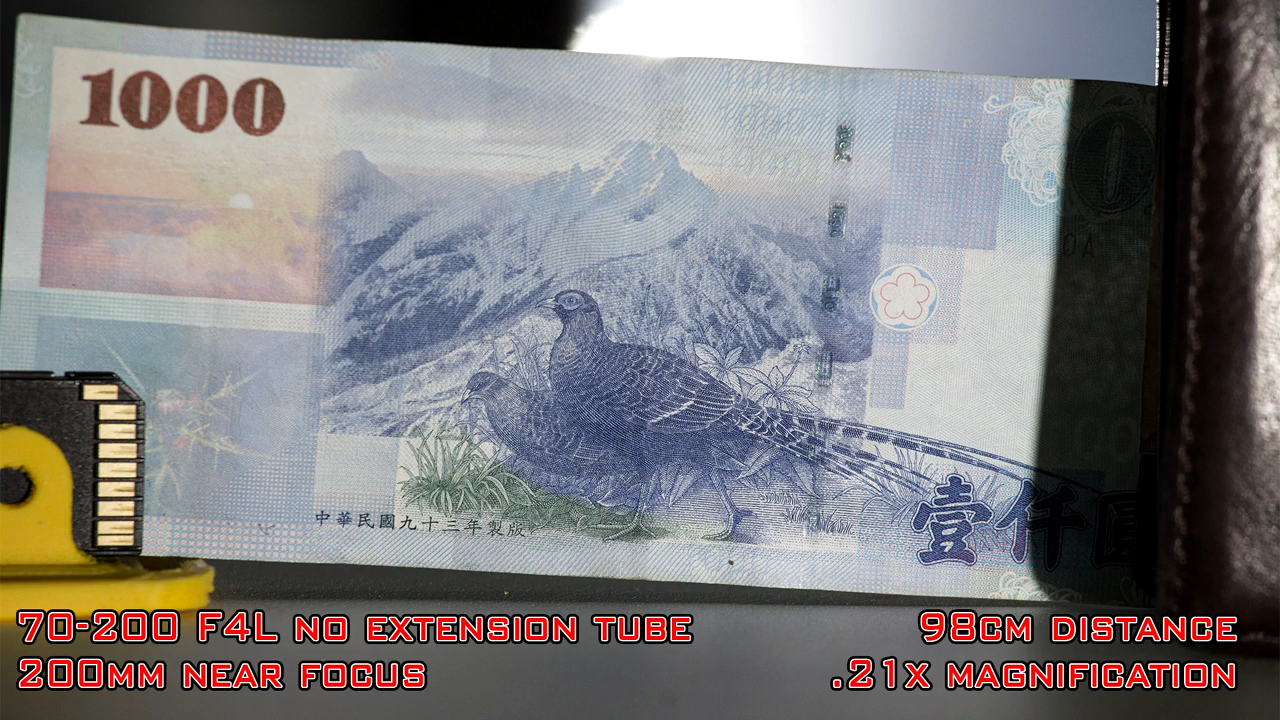 1000
中華民國九十三年製版
壹仟圓
70-200 F4L NO EXTENSION TUBE
200MM NEAR FOCUS
98CM DISTANCE
.21X MAGNIFICATION